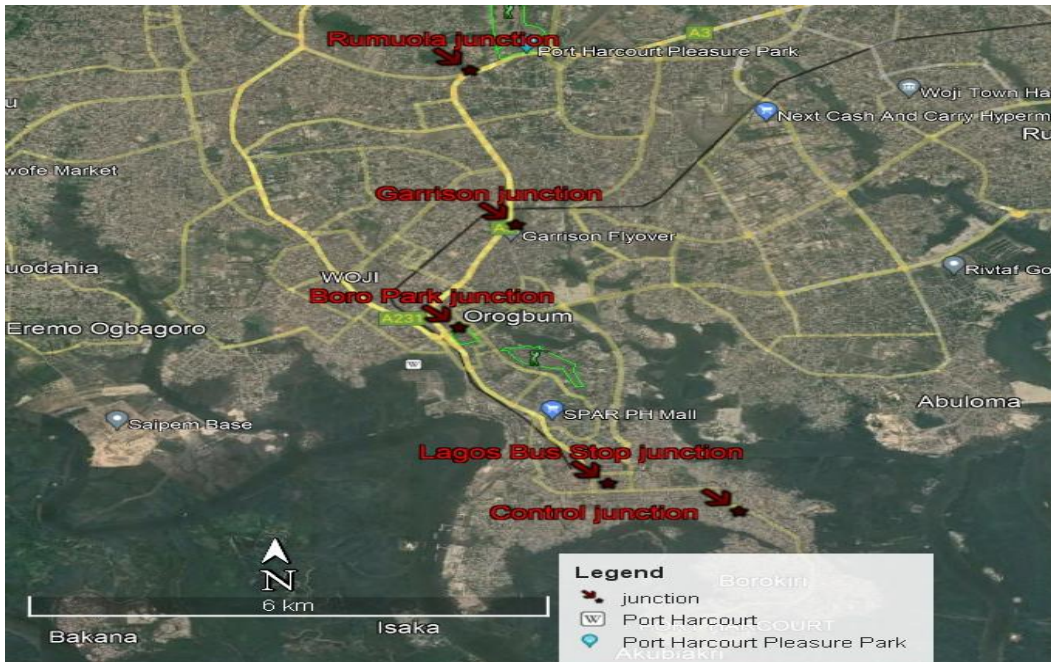 Rumuola junction
A3
Port Harcourt Pleasure Park
Woji Town Ha
u
Next Cash And Carry Hyperm
Ru
wofe Market
Garrison junction
Garrison Flyover
uodahia
Rivtaf Go
WOJI
Boro Park junction
Orogbum
A231
Eremo Ogbagoro
W
Abuloma
SPAR PH Mall
Saipem Base
Lagos Bus Stop junction
Control junction
N
6 km
Bakana
Isaka
Legend
junction
W Port Harcourt
Port Harcourt Pleasure Park
Borokiri